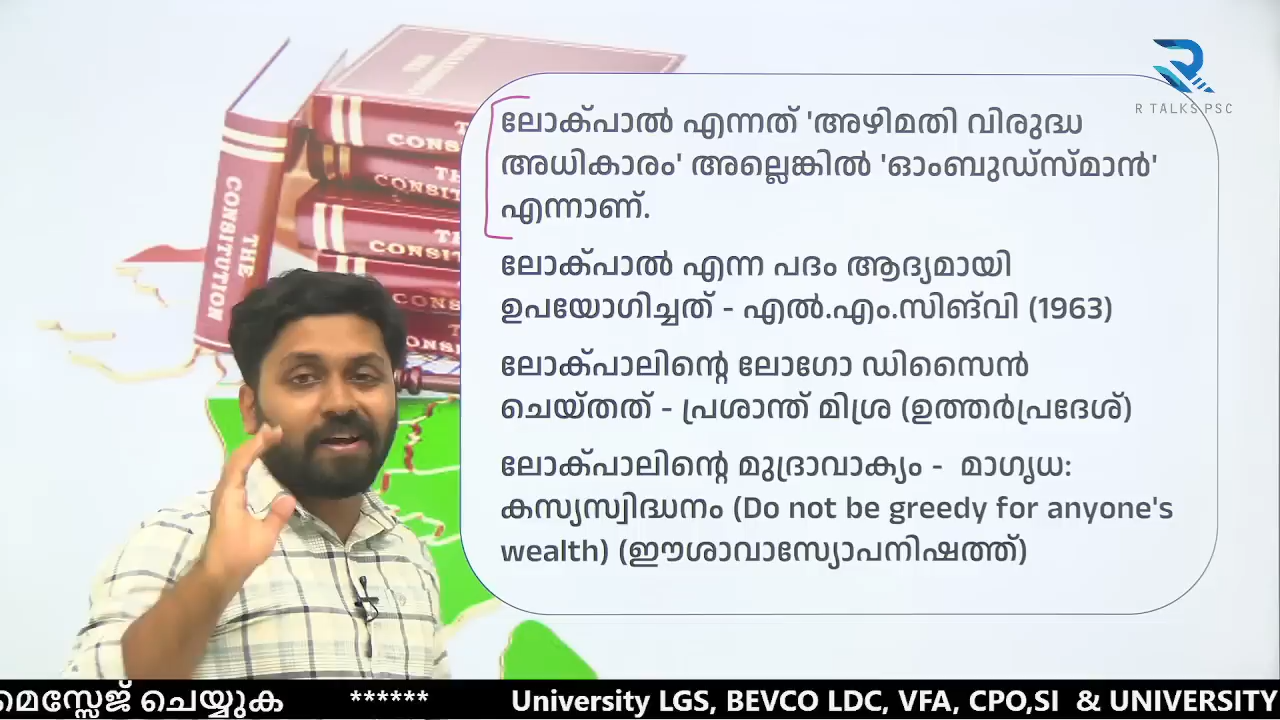 R TALKS PSC
ലോക്പാൽ എന്നത് 'അഴിമതി വിരുദ്ധ
അധികാരം' അല്ലെങ്കിൽ 'ഓംബുഡ്സ്മാൻ'
എന്നാണ്.
ലോക്പാൽ എന്ന പദം ആദ്യമായി
ഉപയോഗിച്ചത് - എൽ.എം.സിങ്‌വി (1963)
ലോക്പാലിന്റെ ലോഗോ ഡിസൈൻ
ചെയ്തത് - പ്രശാന്ത് മിശ്ര (ഉത്തർപ്രദേശ്)
ലോക്പാലിന്റെ മുദ്രാവാക്യം - മാഗൃധ:
കസ്യസ്വിദ്ധനം (Do not be greedy for anyone's
wealth) (ഈശാവാസ്യോപനിഷത്ത്)
THE
CONSITUTION
മെസ്സേജ് ചെയ്യുക ****** University LGS, BEVCO LDC, VFA, CPO,SI & UNIVERSITY